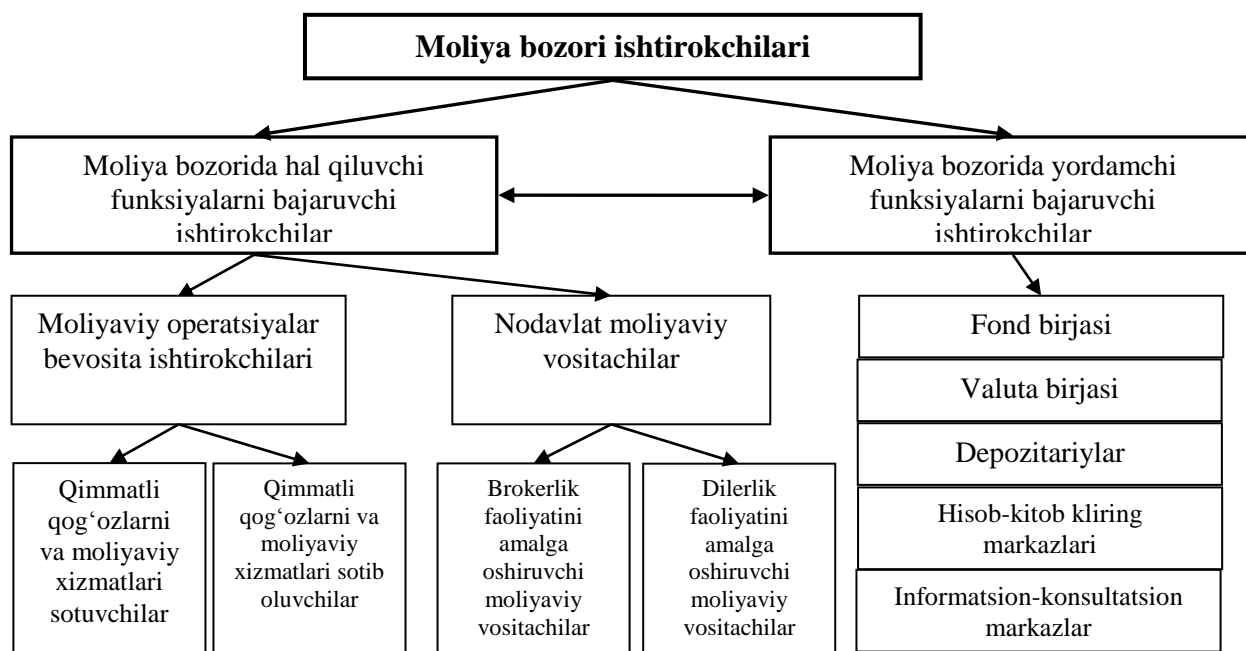 Moliya bozori ishtirokchilari
Moliya bozorida hal qiluvchi
funksiyalarni bajaruvchi
ishtirokchilar
Moliya bozorida yordamchi
funksiyalarni bajaruvchi
ishtirokchilar
Moliyaviy operatsiyalar
bevosita ishtirokchilari
Nodavlat moliyaviy
vositachilar
Qimmatli
qog‘ozlarni
va moliyaviy
xizmatlari
sotuvchilar
Qimmatli
qog‘ozlarni va
moliyaviy
xizmatlari sotib
oluvchilar
Brokerlik
faoliyatini
amalga
oshiruvchi
moliyaviy
vositachilar
Dilerlik
faoliyatini
amalga
oshiruvchi
moliyaviy
vositachilar
Fond birjasi
Valuta birjasi
Depozitariylar
Hisob-kitob kliring
markazlari
Informatsion-konsultatsion
markazlar